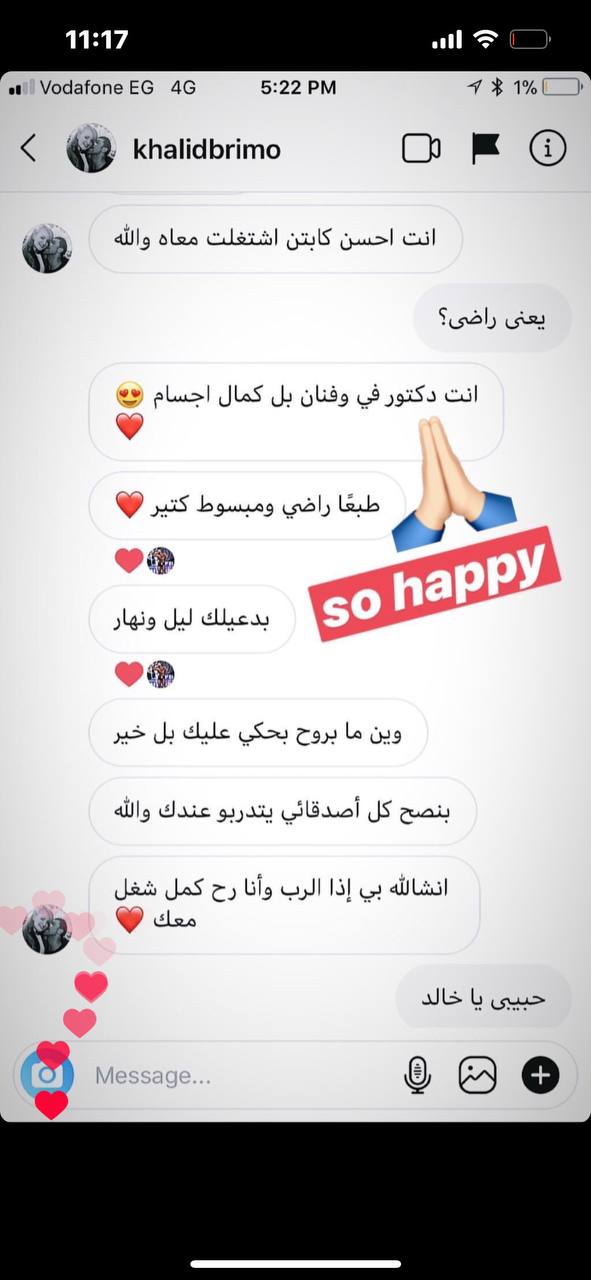 11:17
Vodafone EG 4G 5:22 PM 1%
khalidbrimo
انت احسن كابتن اشتغلت معاه والله
يعنى راضى؟
انت دكتور في وفنان بل كمال اجسام 😍
❤️
طبعًا راضي ومبسوط كتير ❤️
so happy
بدعيلك ليل ونهار
وين ما بروح بحكي عليك بل خير
بنصح كل أصدقائي يتدربو عندك والله
انشالله بي إذا الرب وأنا رح كمل شغل
معك ❤️
حبيبى يا خالد
Message...